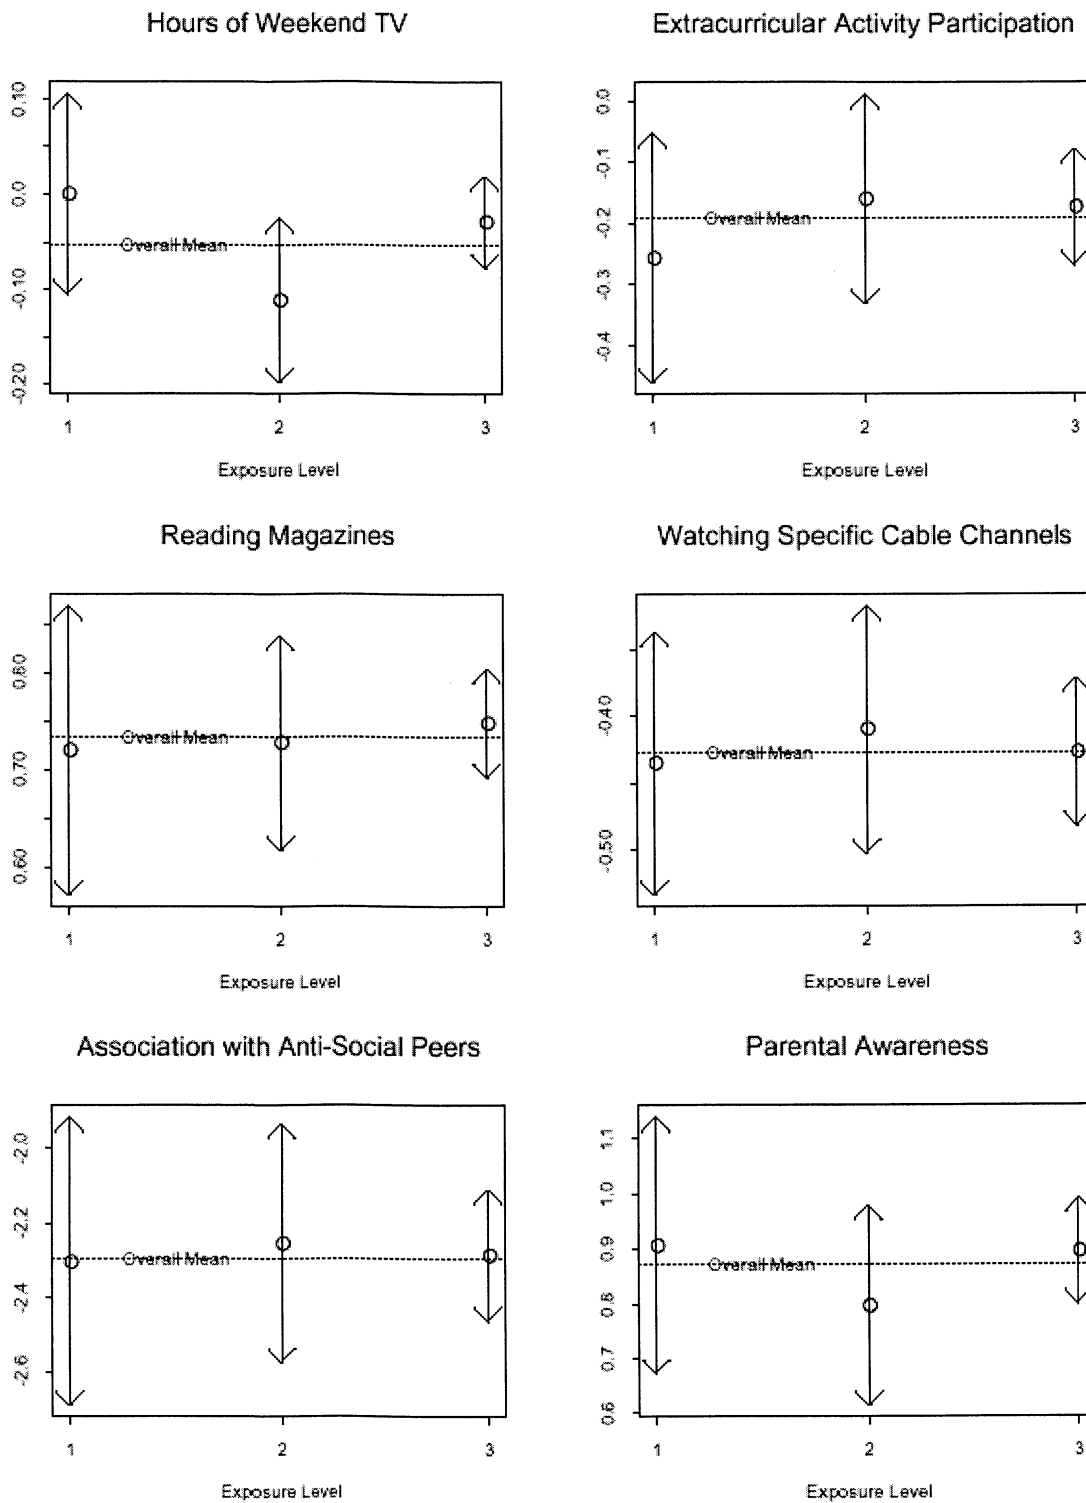 Hours of Weekend TV
0.10
0.0
-0.10
-0.20
Overall Mean
1 2 3
Exposure Level
Extracurricular Activity Participation
0.0
-0.1
-0.2
-0.3
-0.4
Overall Mean
1 2 3
Exposure Level
Reading Magazines
0.80
0.70
0.60
Overall Mean
1 2 3
Exposure Level
Watching Specific Cable Channels
-0.40
-0.50
Overall Mean
1 2 3
Exposure Level
Association with Anti-Social Peers
-2.0
-2.2
-2.4
-2.6
Overall Mean
1 2 3
Exposure Level
Parental Awareness
1.1
1.0
0.9
0.8
0.7
0.6
Overall Mean
1 2 3
Exposure Level